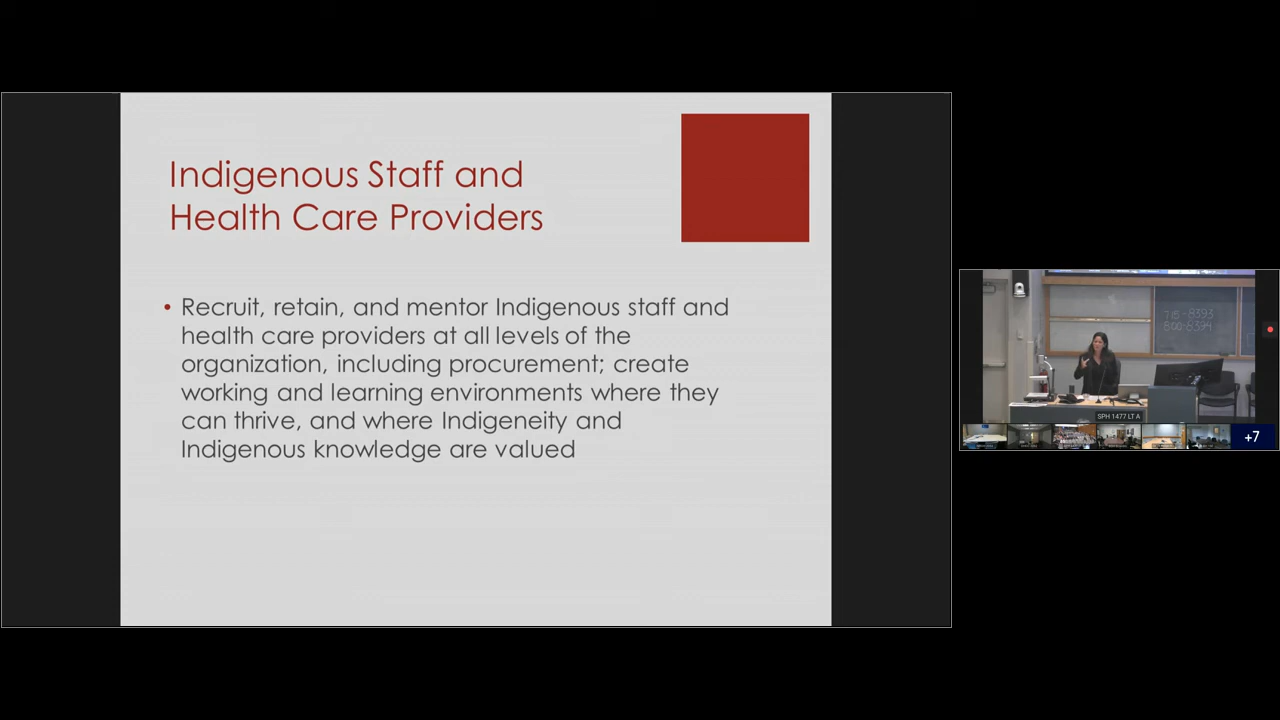 Indigenous Staff and
Health Care Providers
• Recruit, retain, and mentor Indigenous staff and
health care providers at all levels of the
organization, including procurement; create
working and learning environments where they
can thrive, and where Indigeneity and
Indigenous knowledge are valued
800-8394
SPH 1477 LT A
+7